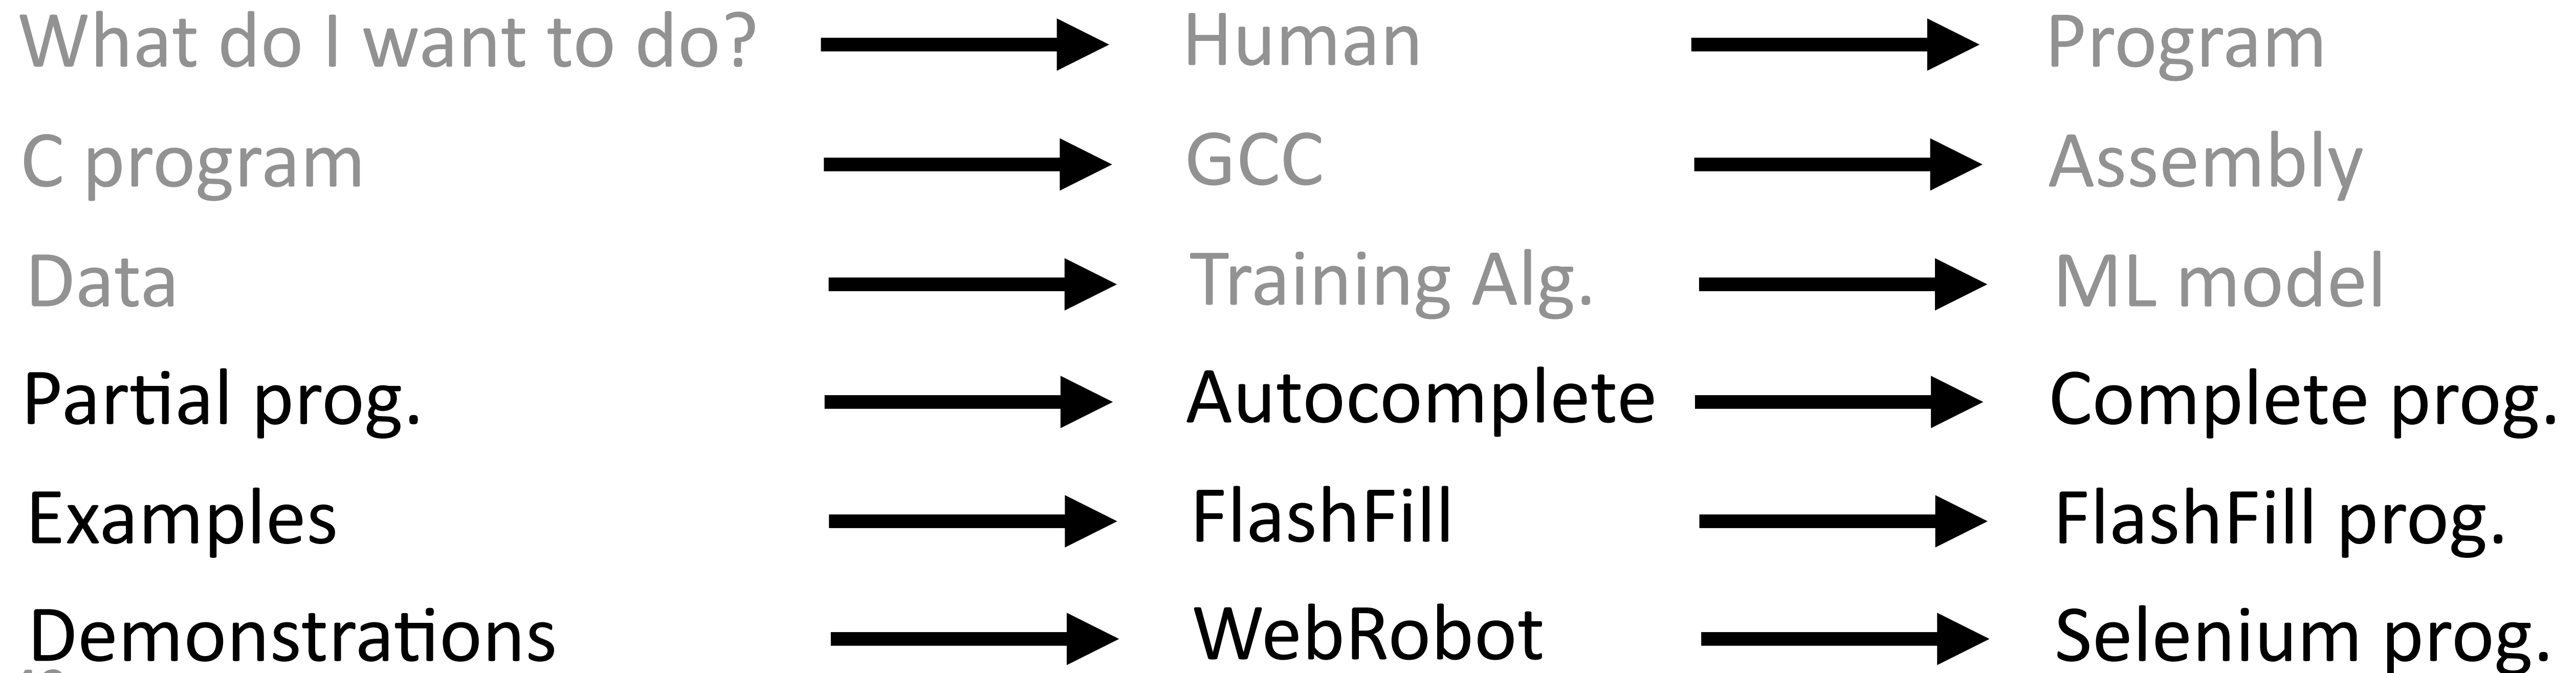 What do I want to do? Human Program
C program GCC Assembly
Data Training Alg. ML model
Partial prog. Autocomplete Complete prog.
Examples FlashFill FlashFill prog.
Demonstrations WebRobot Selenium prog.